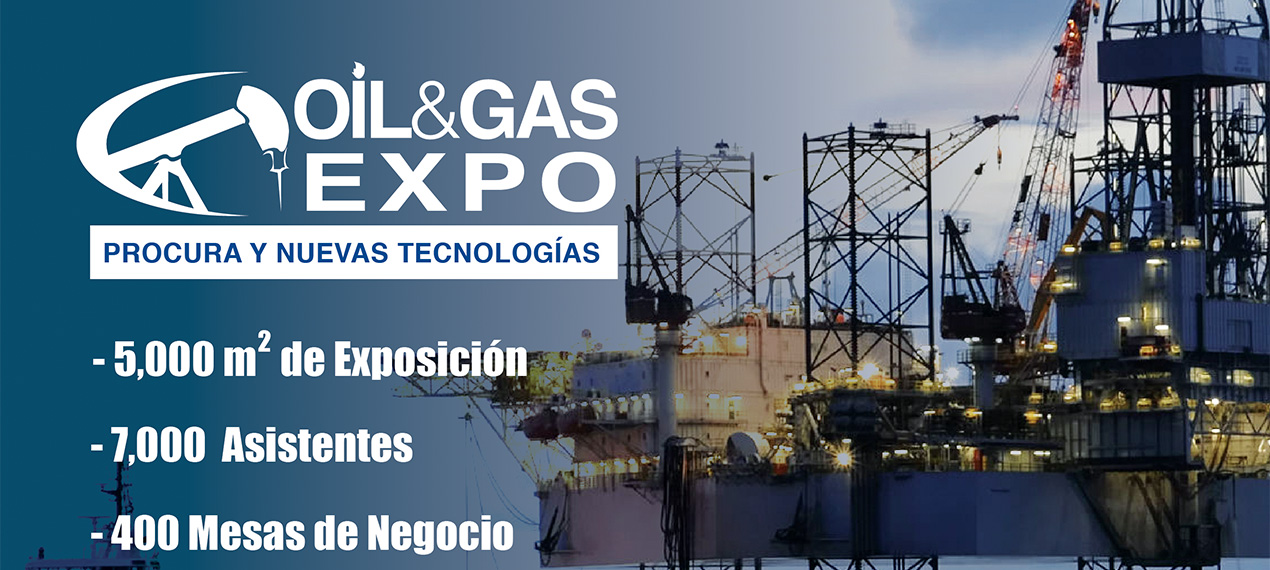 OIL&GAS
EXPO
PROCURA Y NUEVAS TECNOLOGÍAS
- 5,000 m² de Exposición
- 7,000 Asistentes
- 400 Mesas de Negocio